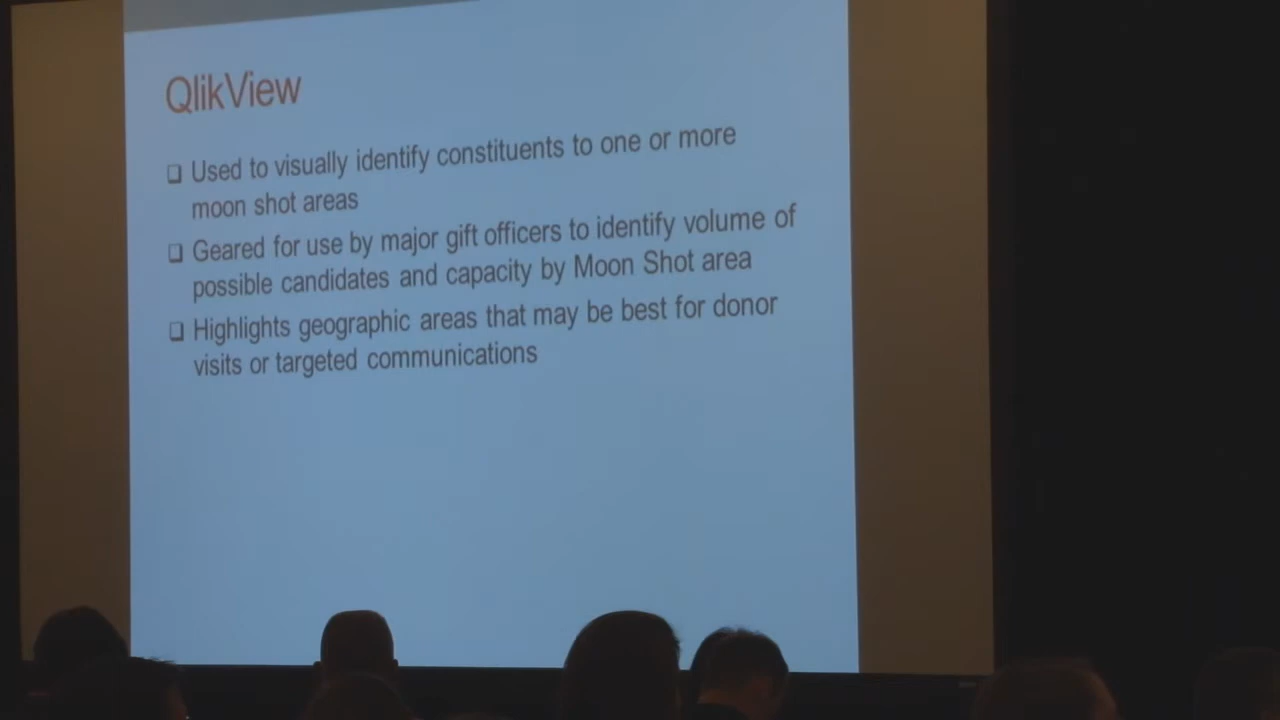 QlikView
❑ Used to visually identify constituents to one or more
moon shot areas
❑ Geared for use by major gift officers to identify volume of
possible candidates and capacity by Moon Shot area
❑ Highlights geographic areas that may be best for donor
visits or targeted communications